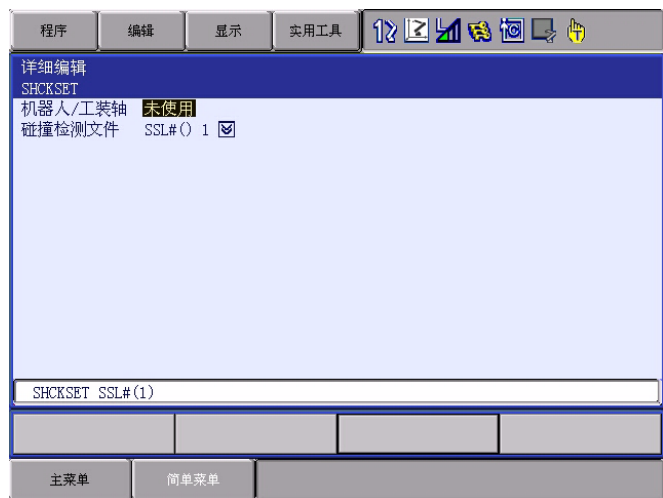 程序 编辑 显示 实用工具
详细编辑
SHCKSET
机器人/工装轴 未使用
碰撞检测文件 SSL#() 1
SHCKSET SSL#(1)
主菜单 简单菜单